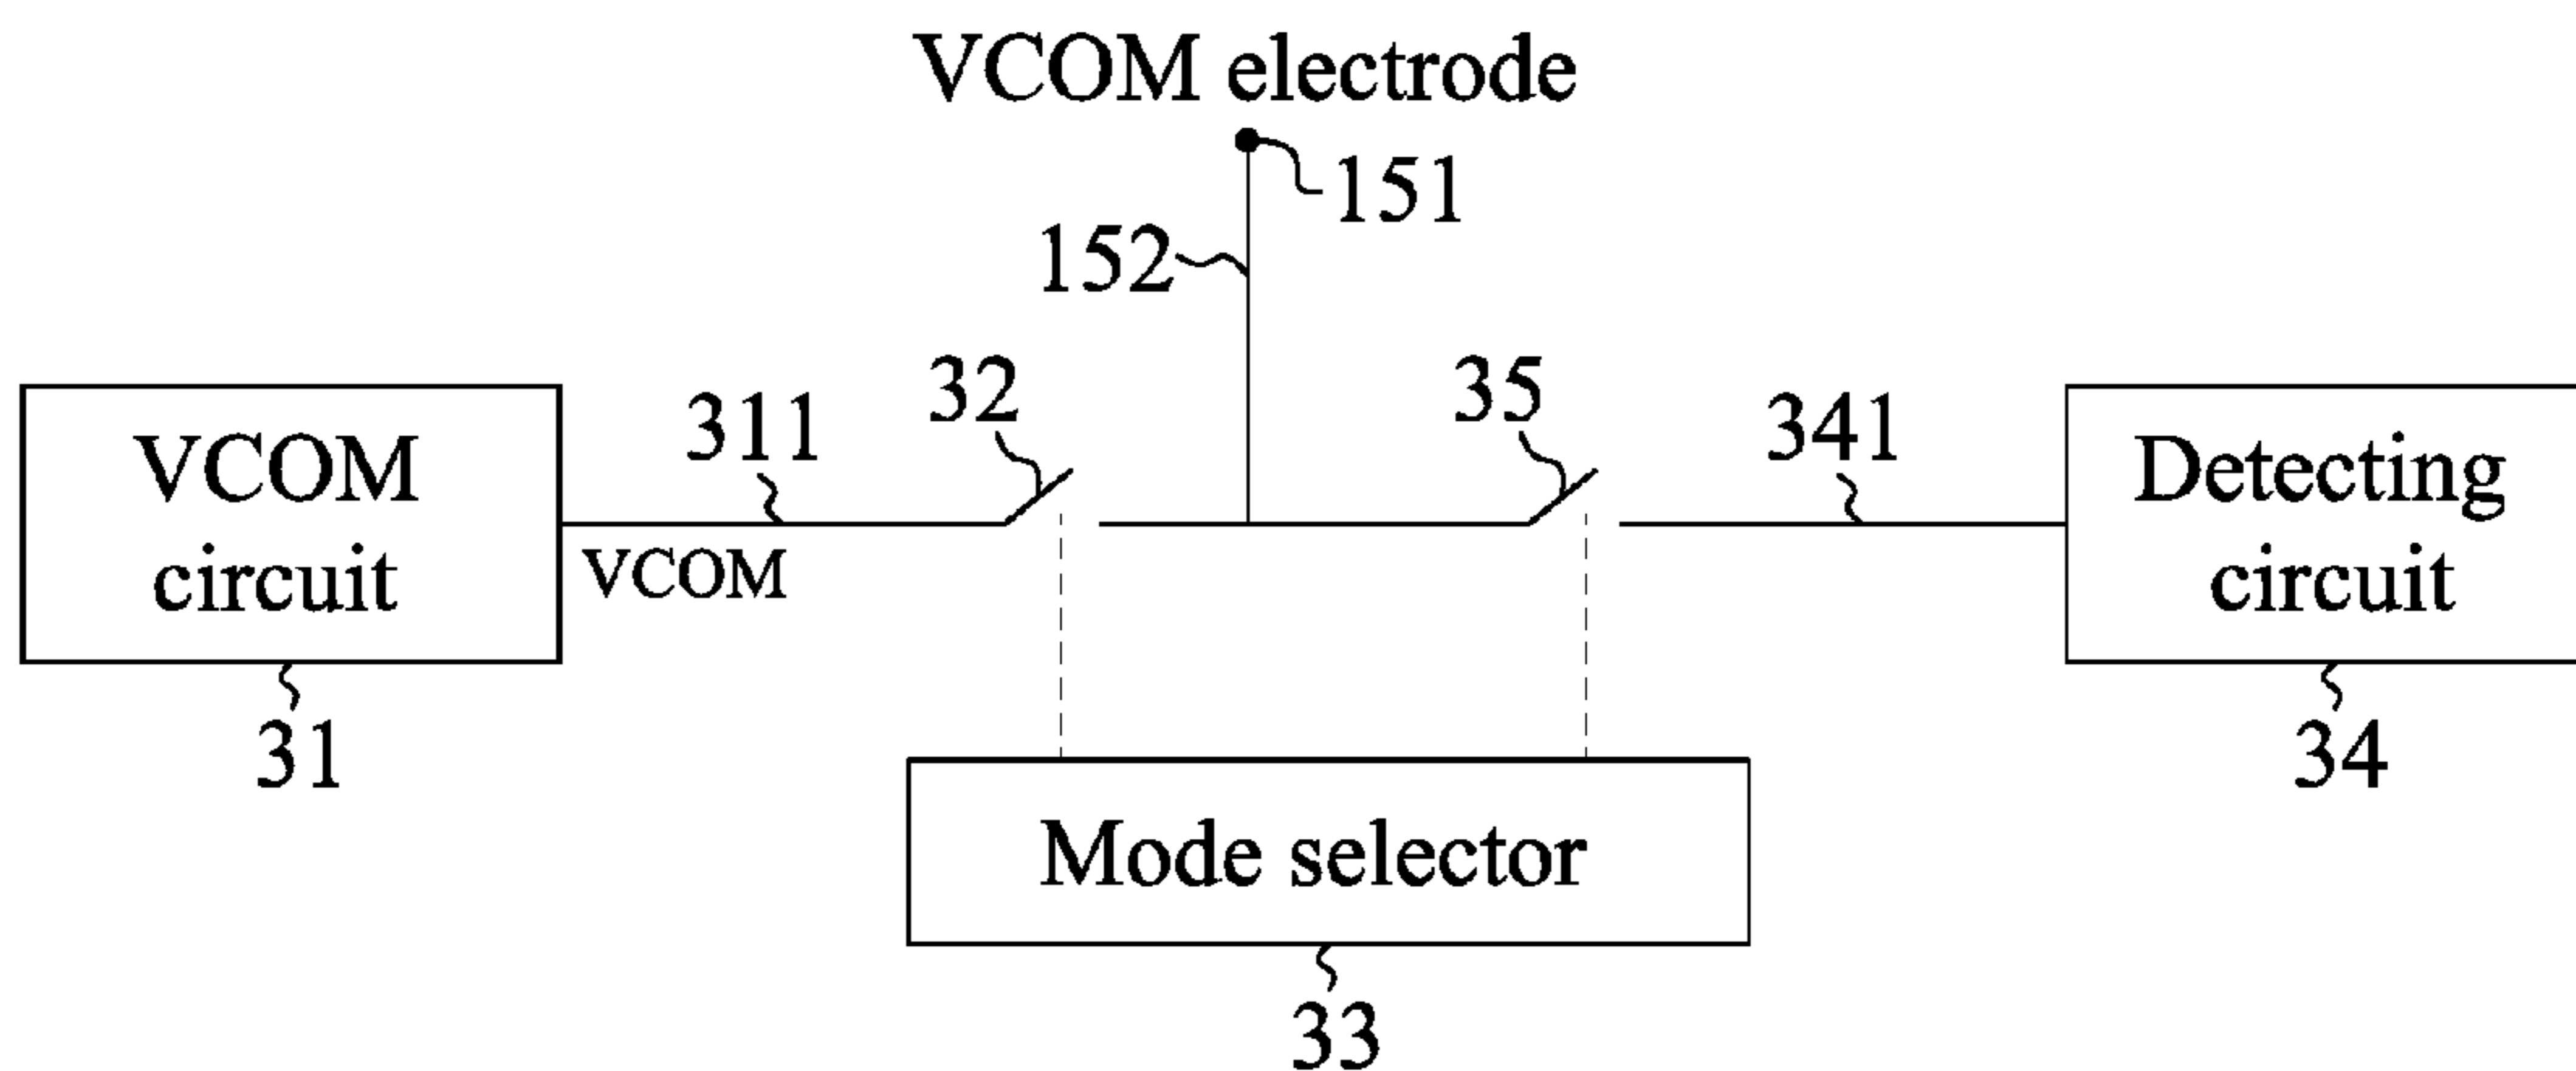 VCOM electrode
151
152
32
35
311
341
VCOM
circuit
VCOM
Detecting
circuit
31
34
Mode selector
33